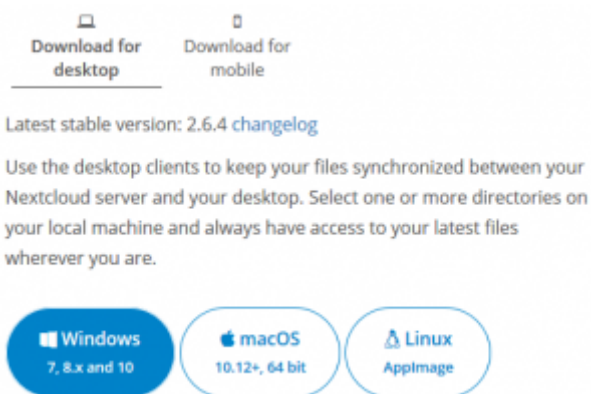 Download for
desktop
Download for
mobile
Latest stable version: 2.6.4 changelog
Use the desktop clients to keep your files synchronized between your
Nextcloud server and your desktop. Select one or more directories on
your local machine and always have access to your latest files
wherever you are.
Windows
7, 8.x and 10
macOS
10.12+, 64 bit
Linux
AppImage